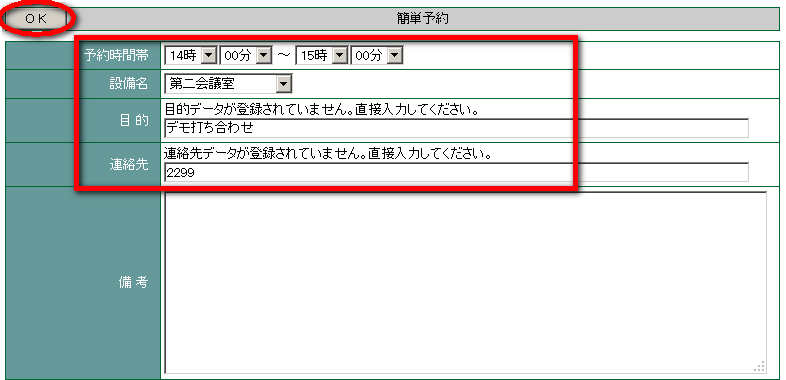 OK 簡単予約
予約時間帯 14時 00分 ～ 15時 00分
設備名 第二会議室
目的 目的データが登録されていません。直接入力してください。
デモ打ち合わせ
連絡先 連絡先データが登録されていません。直接入力してください。
2299
備考